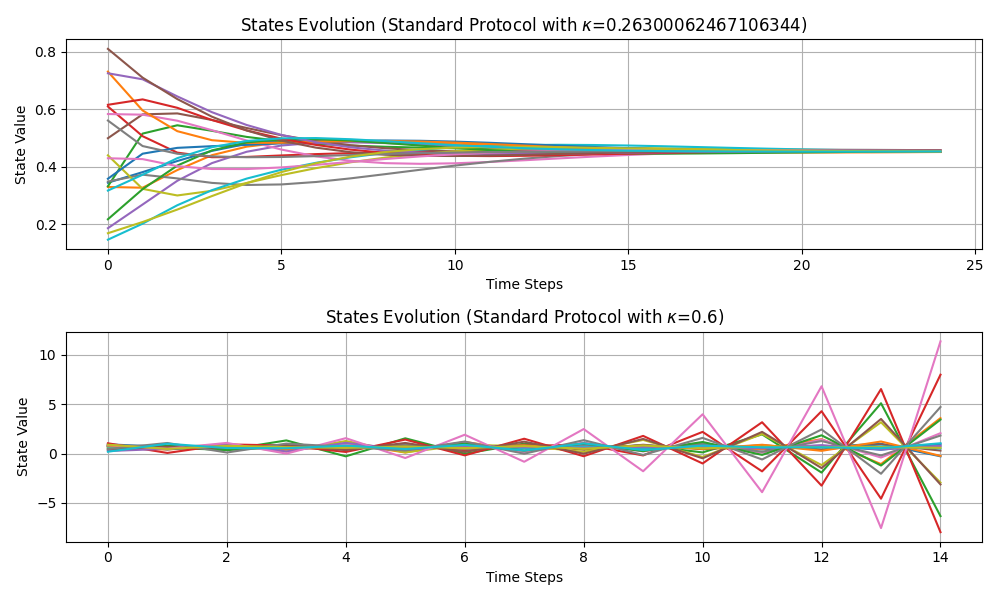 States Evolution (Standard Protocol with κ=0.26300062467106344)
State Value
0.8
0.6
0.4
0.2
0 5 10 15 20 25
Time Steps
States Evolution (Standard Protocol with κ=0.6)
State Value
10
5
0
−5
0 2 4 6 8 10 12 14
Time Steps